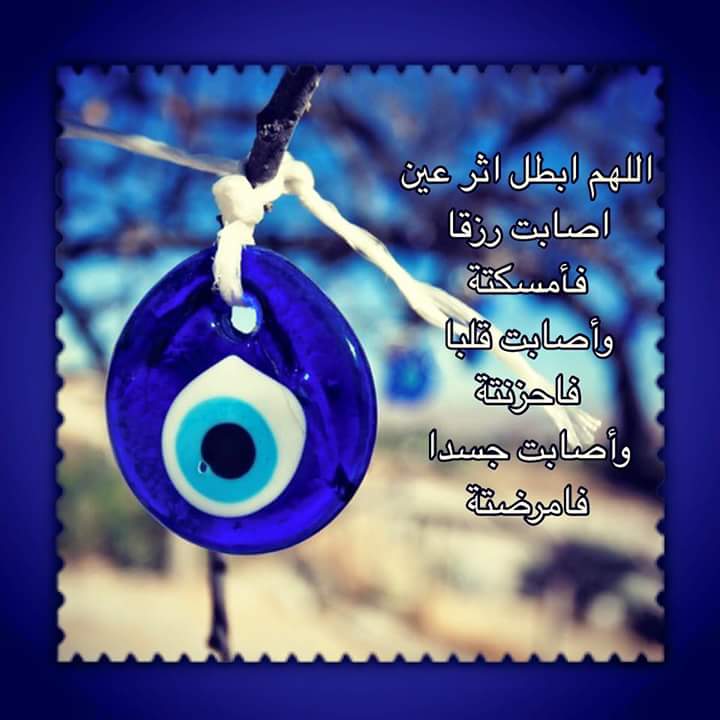 اللهم ابطل اثر عين
اصابت رزقا
فأمسكتة
وأصابت قلبا
فاحزنتة
وأصابت جسدا
فامرضتة